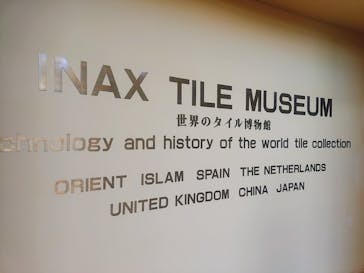 INAX TILE MUSEUM
世界のタイル博物館
chnology and history of the world tile collection
ORIENT ISLAM SPAIN THE NETHERLANDS
UNITED KINGDOM CHINA JAPAN